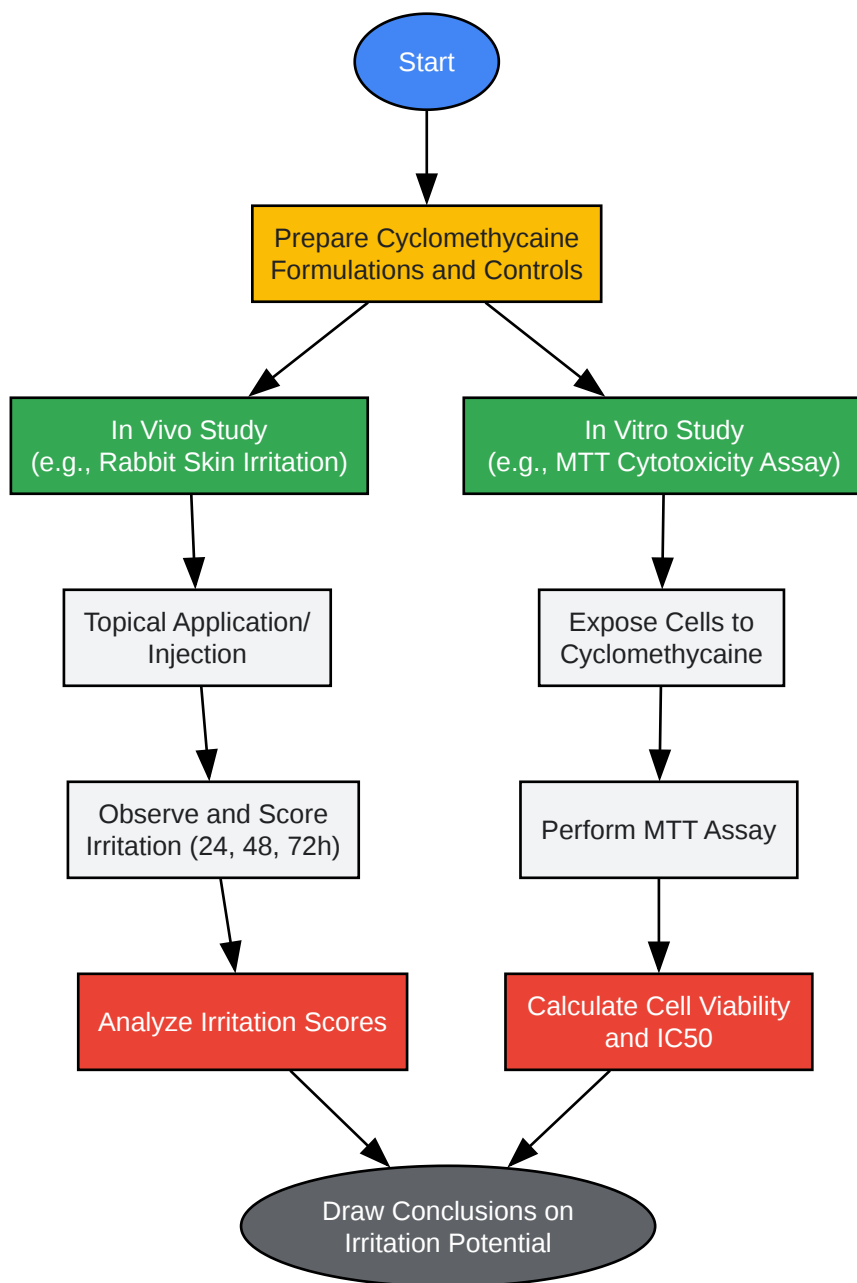 Start
Prepare Cyclomethycaine
Formulations and Controls
In Vivo Study
(e.g., Rabbit Skin Irritation)
In Vitro Study
(e.g., MTT Cytotoxicity Assay)
Topical Application/
Injection
Expose Cells to
Cyclomethycaine
Observe and Score
Irritation (24, 48, 72h)
Perform MTT Assay
Analyze Irritation Scores
Calculate Cell Viability
and IC50
Draw Conclusions on
Irritation Potential